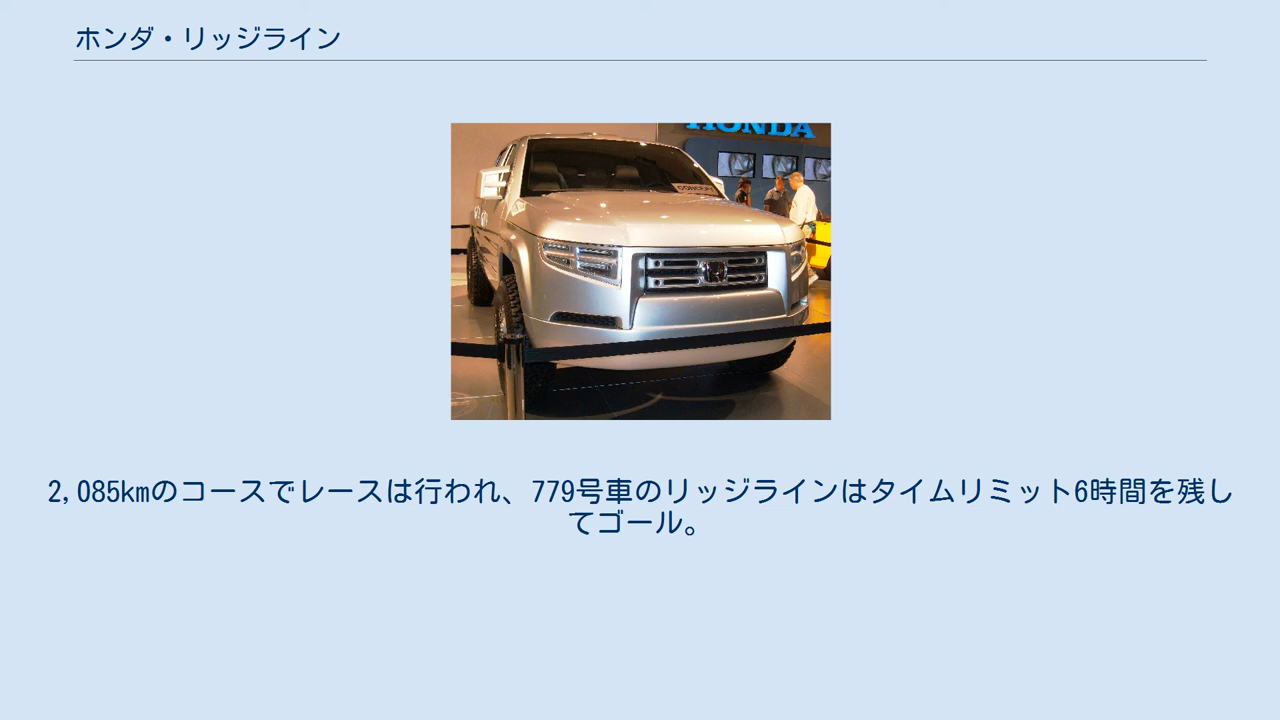 ホンダ・リッジライン
HONDA
CONCEPT
2,085kmのコースでレースは行われ、779号車のリッジラインはタイムリミット6時間を残し
てゴール。